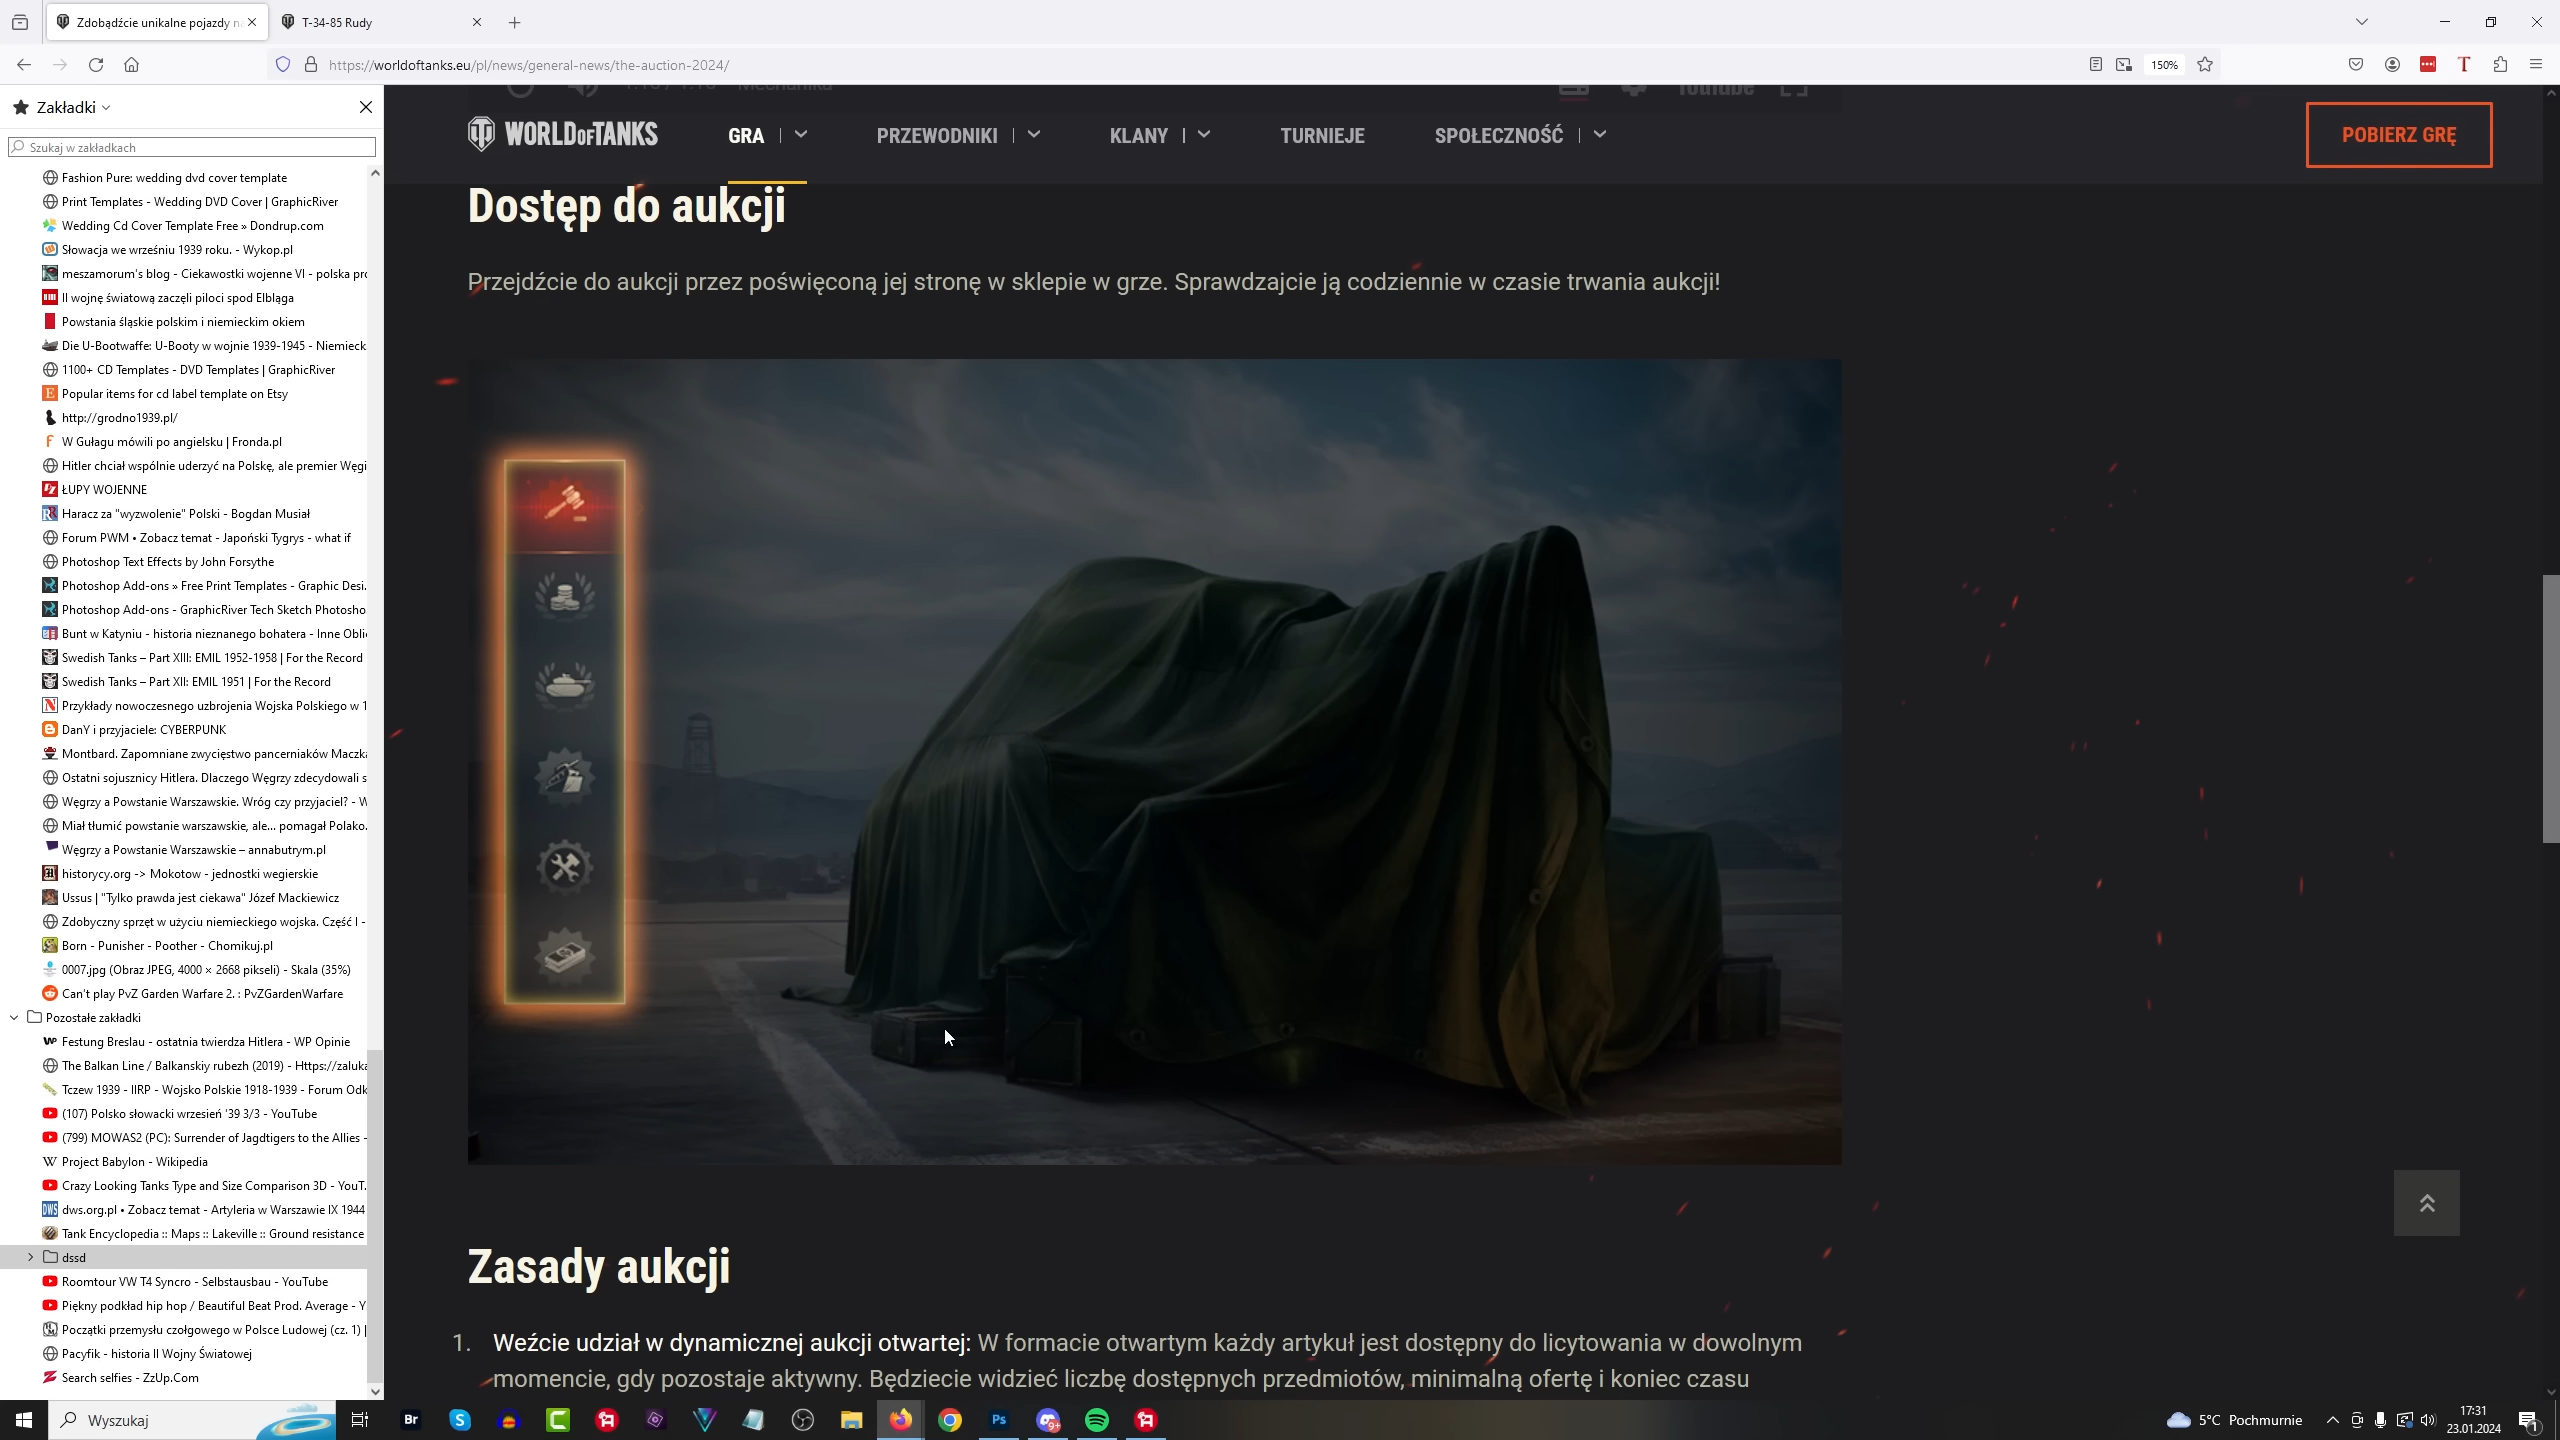 Zdobądźcie unikalne pojazdy n
T-34-85 Rudy
https://worldoftanks.eu/pl/news/general-news/the-auction-2024/
150%
Zakładki
Szukaj w zakładkach
Fashion Pure: wedding dvd cover template
Print Templates - Wedding DVD Cover | GraphicRiver
Wedding Cd Cover Template Free » Dondrup.com
Słowacja we wrześniu 1939 roku. - Wykop.pl
meszamorum's blog - Ciekawostki wojenne VI - polska pro
II wojnę światową zaczęli piloci spod Elbląga
Powstania śląskie polskim i niemieckim okiem
Die U-Bootwaffe: U-Booty w wojnie 1939-1945 - Niemieck
1100+ CD Templates - DVD Templates | GraphicRiver
Popular items for cd label template on Etsy
http://grodno1939.pl/
W Gułagu mówili po angielsku | Fronda.pl
Hitler chciał wspólnie uderzyć na Polskę, ale premier Węgi
ŁUPY WOJENNE
Haracz za "wyzwolenie" Polski - Bogdan Musiał
Forum PWM • Zobacz temat - Japoński Tygrys - what if
Photoshop Text Effects by John Forsythe
Photoshop Add-ons » Free Print Templates - Graphic Desi.
Photoshop Add-ons - GraphicRiver Tech Sketch Photosho
Bunt w Katyniu - historia nieznanego bohatera - Inne Obli
Swedish Tanks – Part XIII: EMIL 1952-1958 | For the Record
Swedish Tanks – Part XII: EMIL 1951 | For the Record
Przykłady nowoczesnego uzbrojenia Wojska Polskiego w 1
DanY i przyjaciele: CYBERPUNK
Montbard. Zapomniane zwycięstwo pancerniaków Maczka
Ostatni sojusznicy Hitlera. Dlaczego Węgrzy zdecydowali s
Węgrzy a Powstanie Warszawskie. Wróg czy przyjaciel? - W
Miał tłumić powstanie warszawskie, ale... pomagał Polako.
Węgrzy a Powstanie Warszawskie – annabutrym.pl
historycy.org -> Mokotow - jednostki wegierskie
Ussus | "Tylko prawda jest ciekawa" Józef Mackiewicz
Zdobyczny sprzęt w użyciu niemieckiego wojska. Część I -
Born - Punisher - Poother - Chomikuj.pl
0007.jpg (Obraz JPEG, 4000 × 2668 pikseli) - Skala (35%)
Can't play PvZ Garden Warfare 2. : PvZGardenWarfare
Pozostałe zakładki
Festung Breslau - ostatnia twierdza Hitlera - WP Opinie
The Balkan Line / Balkanskiy rubezh (2019) - Https://zaluka
Tczew 1939 - IIRP - Wojsko Polskie 1918-1939 - Forum Odk
(107) Polsko słowacki wrzesień '39 3/3 - YouTube
(799) MOWAS2 (PC): Surrender of Jagdtigers to the Allies -
Project Babylon - Wikipedia
Crazy Looking Tanks Type and Size Comparison 3D - YouT.
dws.org.pl • Zobacz temat - Artyleria w Warszawie IX 1944
Tank Encyclopedia :: Maps :: Lakeville :: Ground resistance
dssd
Roomtour VW T4 Syncro - Selbstausbau - YouTube
Piękny podkład hip hop / Beautiful Beat Prod. Average - Y
Początki przemysłu czołgowego w Polsce Ludowej (cz. 1) |
Pacyfik - historia II Wojny Światowej
Search selfies - ZzUp.Com
WORLD OF TANKS
GRA
PRZEWODNIKI
KLANY
TURNIEJE
SPOŁECZNOŚĆ
POBIERZ GRĘ
Dostęp do aukcji
Przejdźcie do aukcji przez poświęconą jej stronę w sklepie w grze. Sprawdzajcie ją codziennie w czasie trwania aukcji!
Zasady aukcji
1. Weźcie udział w dynamicznej aukcji otwartej: W formacie otwartym każdy artykuł jest dostępny do licytowania w dowolnym
momencie, gdy pozostaje aktywny. Będziecie widzieć liczbę dostępnych przedmiotów, minimalną ofertę i koniec czasu
Wyszukaj
5°C Pochmurnie
17:31
23.01.2024